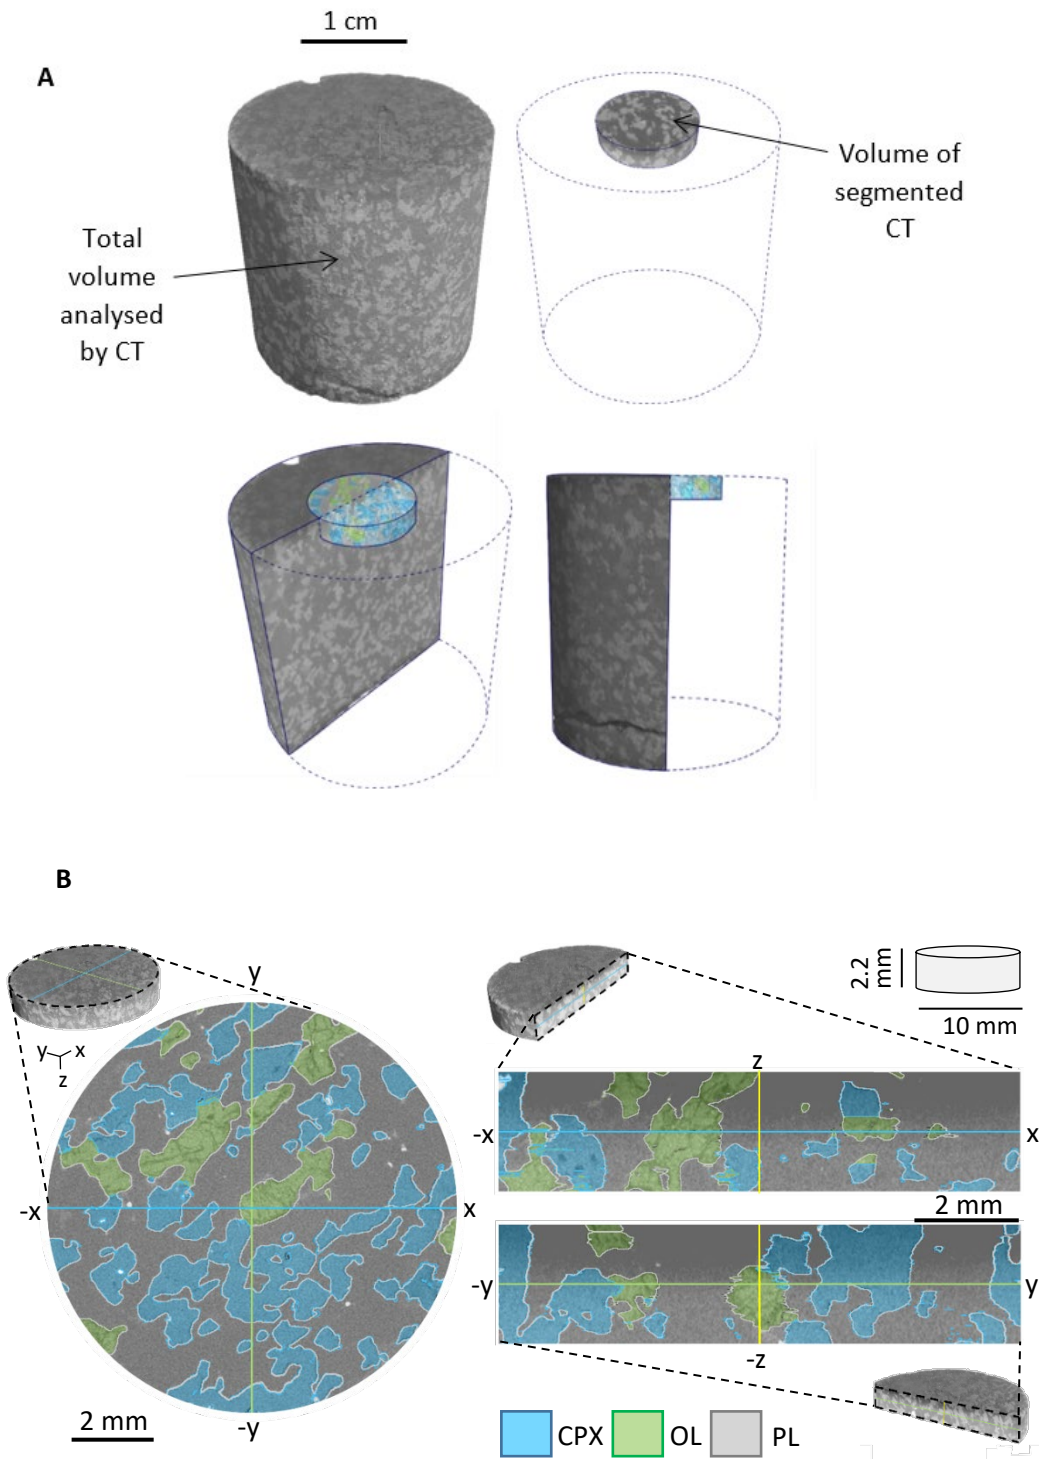 1 cm
A
Total
volume
analysed
by CT
Volume of
segmented
CT
B
y
y x
z
-x
x
-y
2 mm
2.2
mm
10 mm
z
-x
x
2 mm
-y
y
-z
CPX
OL
PL